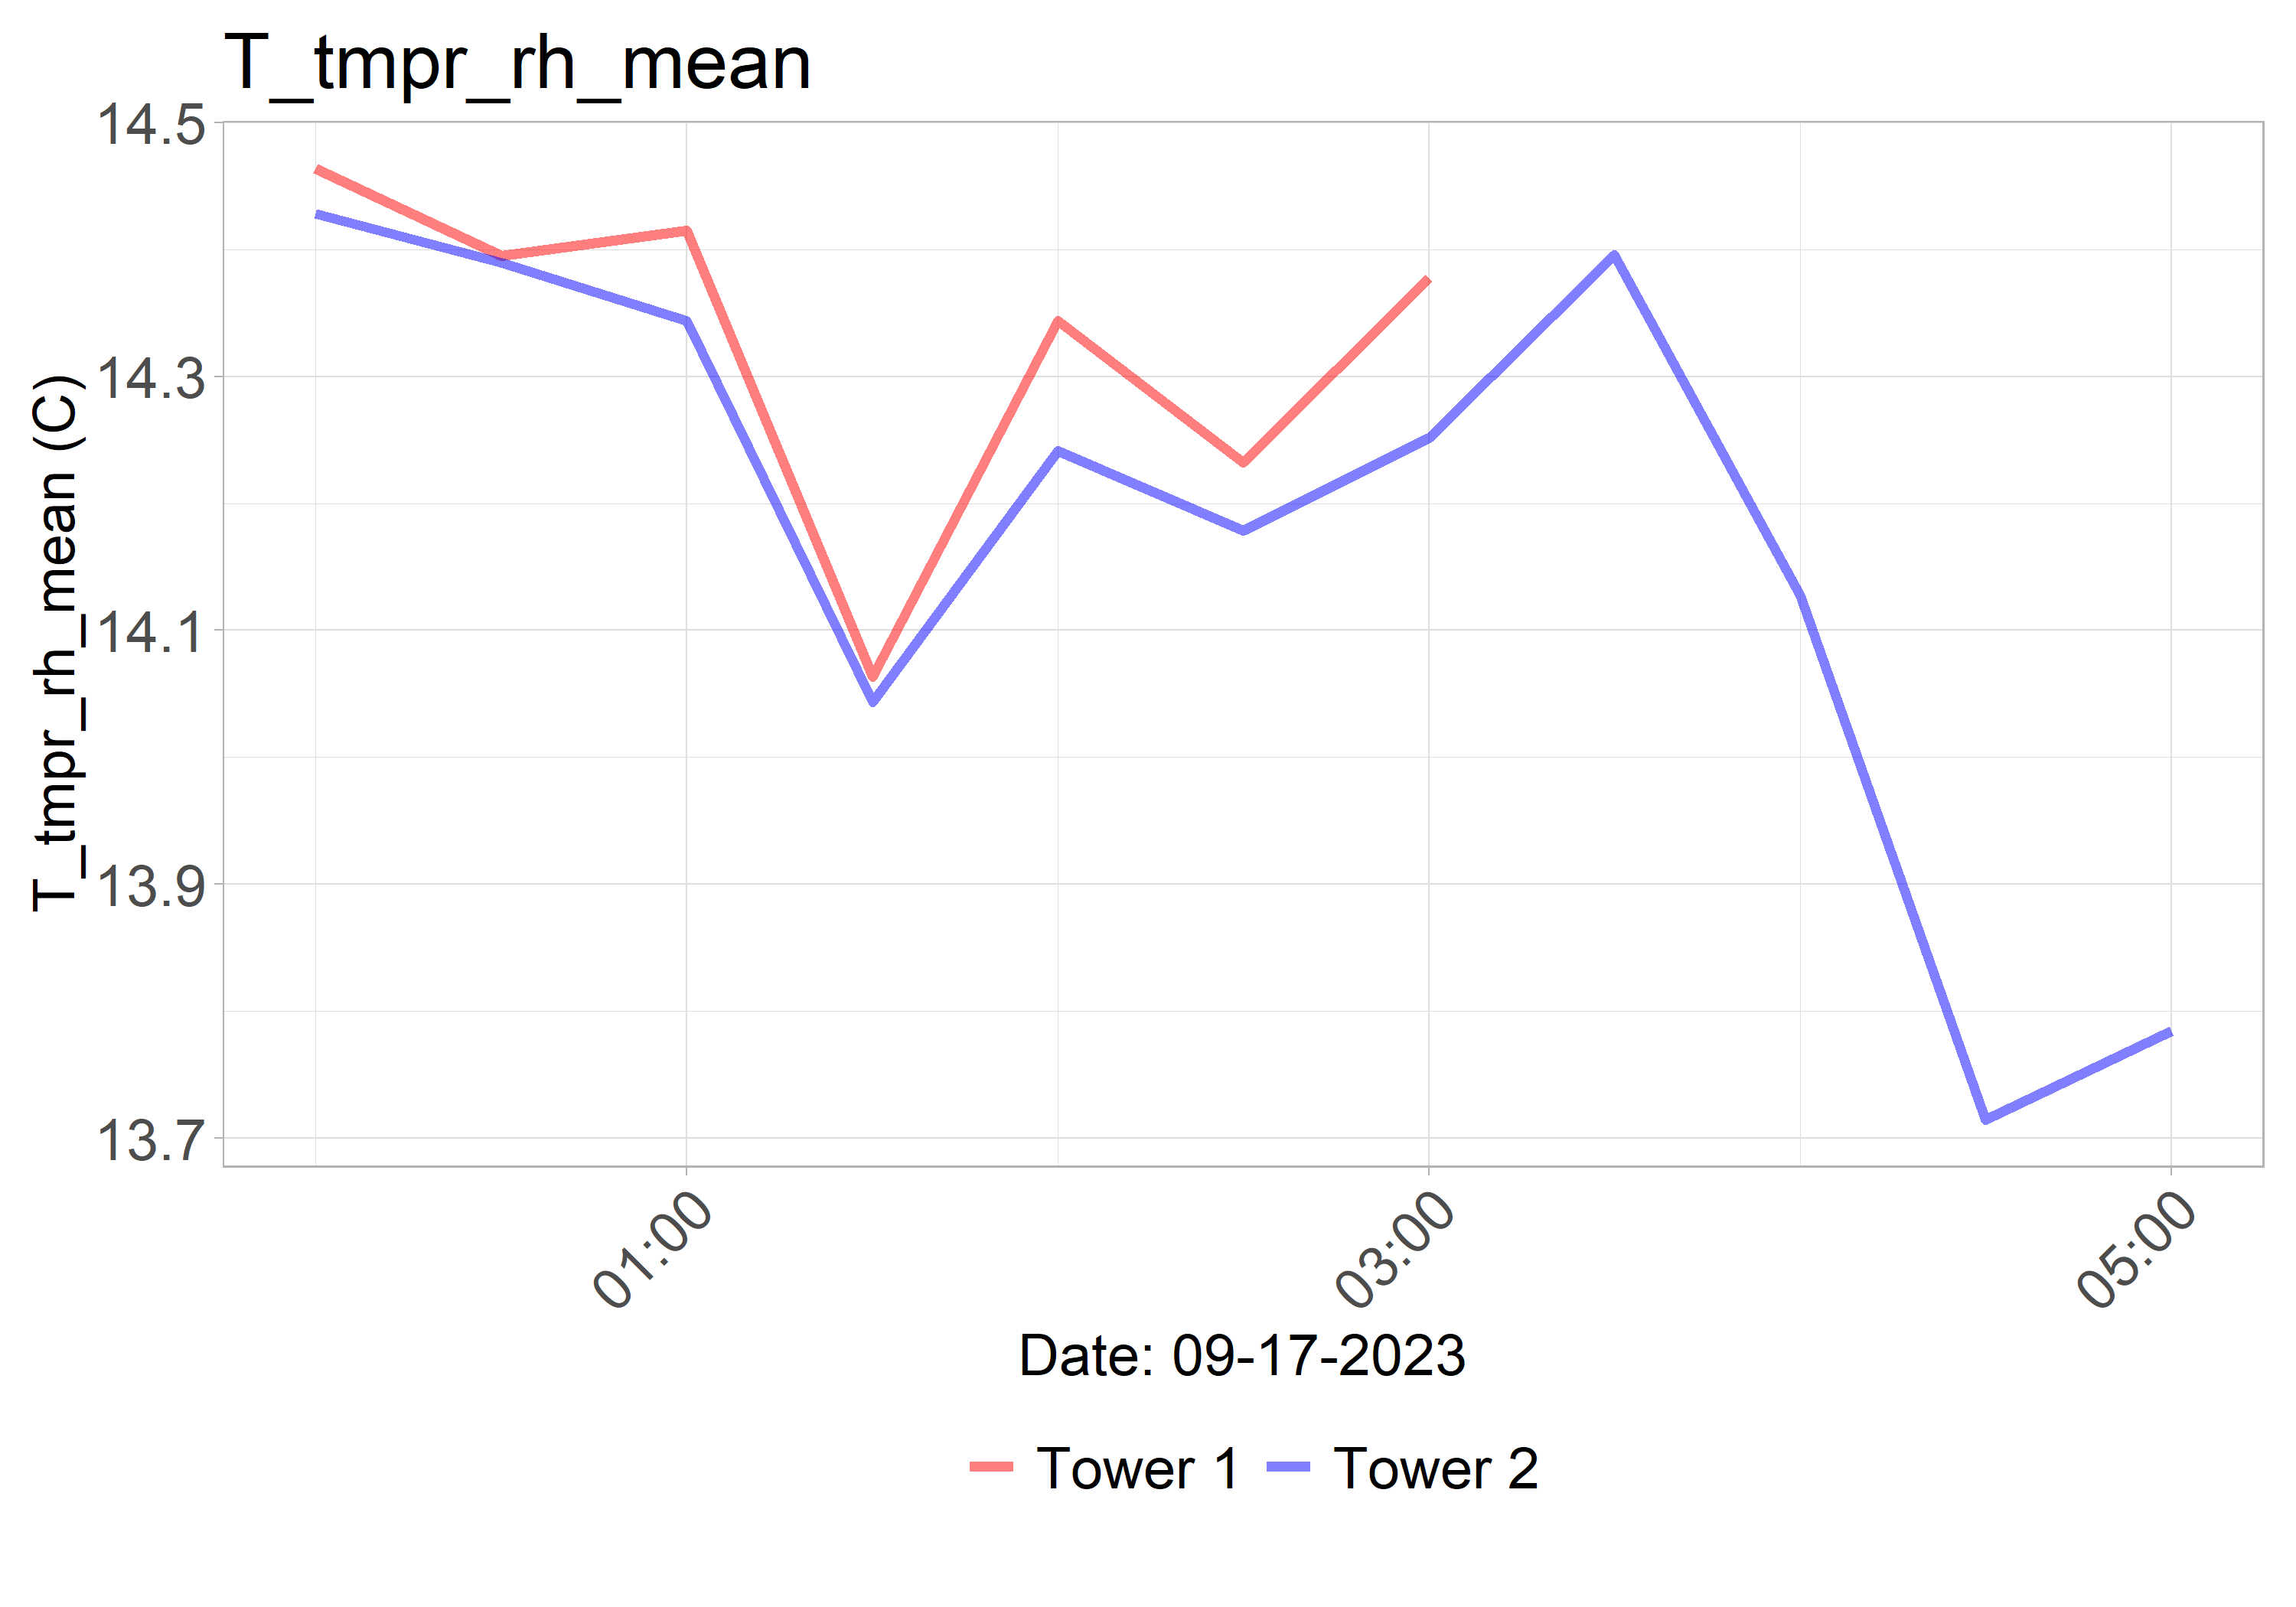 T_tmpr_rh_mean
T_tmpr_rh_mean (C)
14.5
14.3
14.1
13.9
13.7
01:00
03:00
05:00
Date: 09-17-2023
Tower 1
Tower 2